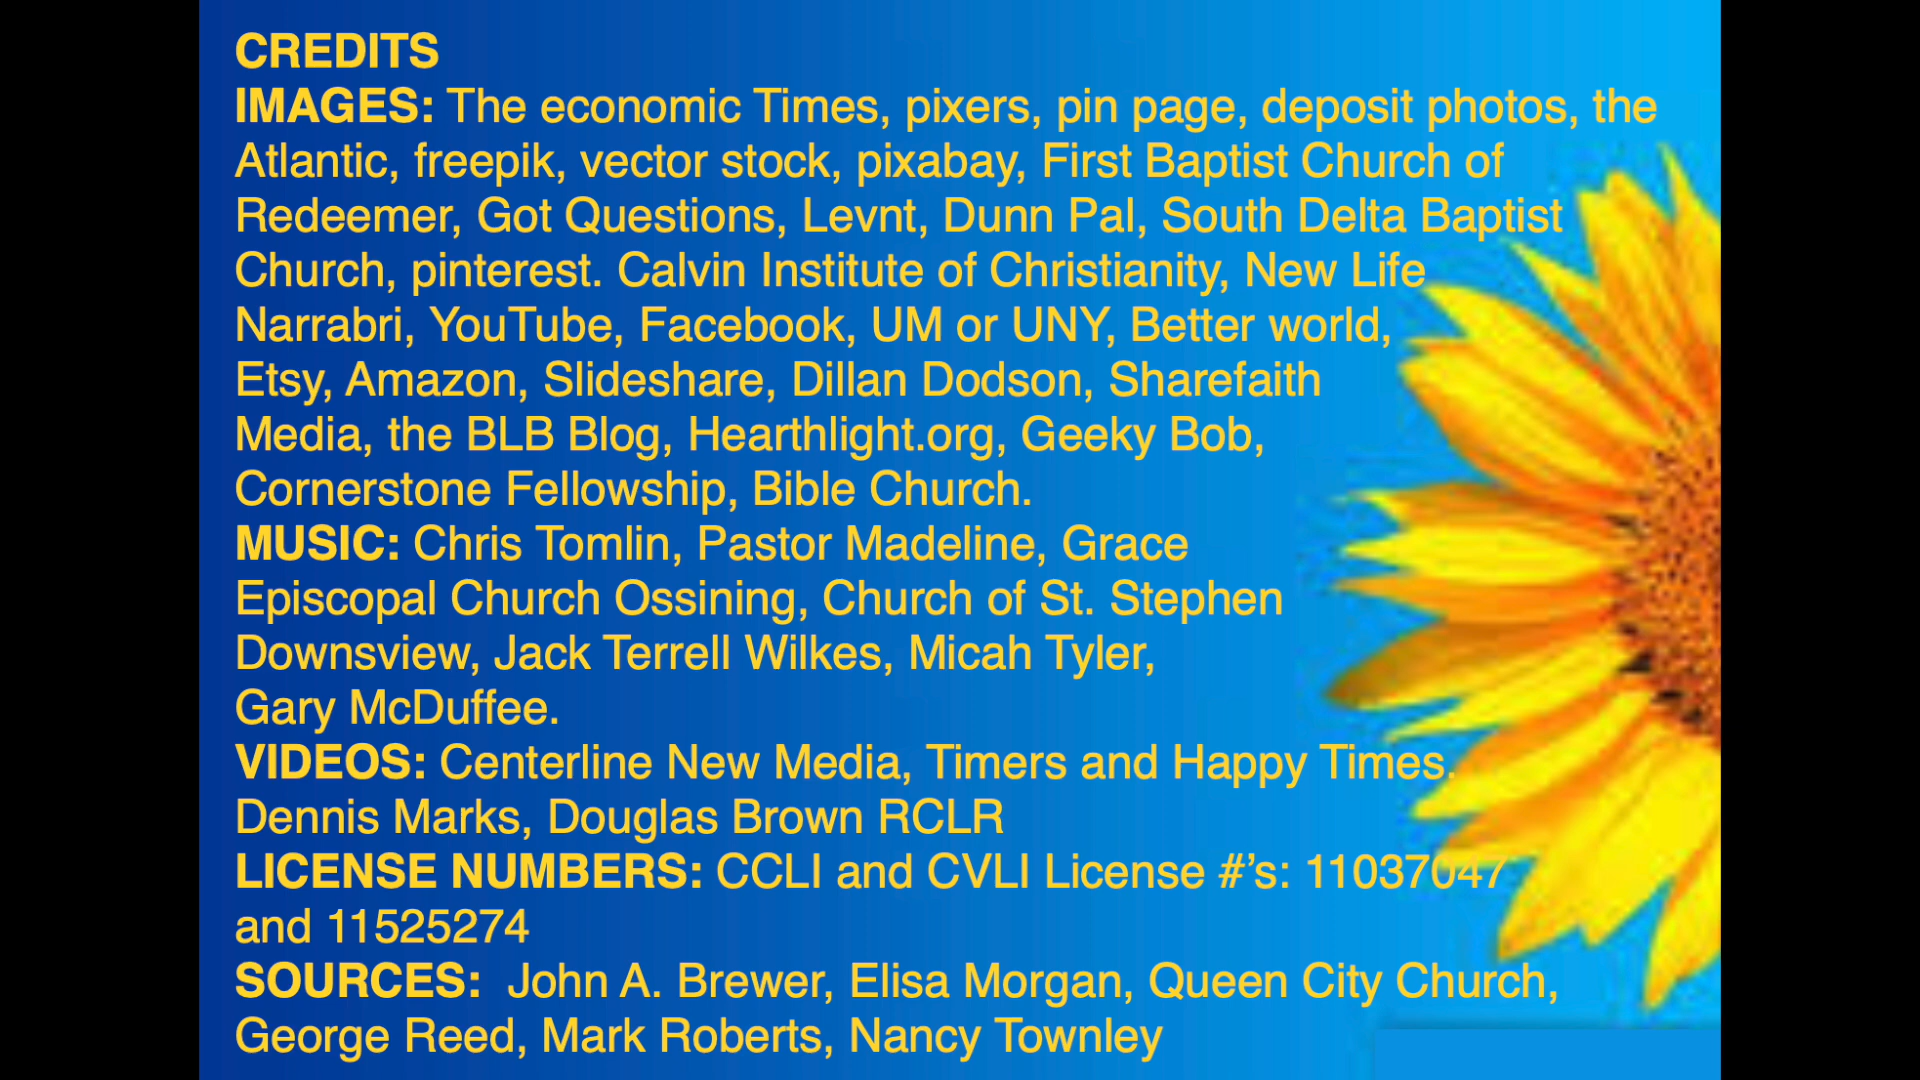 CREDITS
IMAGES: The economic Times, pixers, pin page, deposit photos, the
Atlantic, freepik, vector stock, pixabay, First Baptist Church of
Redeemer, Got Questions, Levnt, Dunn Pal, South Delta Baptist
Church, pinterest. Calvin Institute of Christianity, New Life
Narrabri, YouTube, Facebook, UM or UNY, Better world,
Etsy, Amazon, Slideshare, Dillan Dodson, Sharefaith
Media, the BLB Blog, Hearthlight.org, Geeky Bob,
Cornerstone Fellowship, Bible Church.
MUSIC: Chris Tomlin, Pastor Madeline, Grace
Episcopal Church Ossining, Church of St. Stephen
Downsview, Jack Terrell Wilkes, Micah Tyler,
Gary McDuffee.
VIDEOS: Centerline New Media, Timers and Happy Times.
Dennis Marks, Douglas Brown RCLR
LICENSE NUMBERS: CCLI and CVLI License #’s: 11037047
and 11525274
SOURCES:  John A. Brewer, Elisa Morgan, Queen City Church,
George Reed, Mark Roberts, Nancy Townley